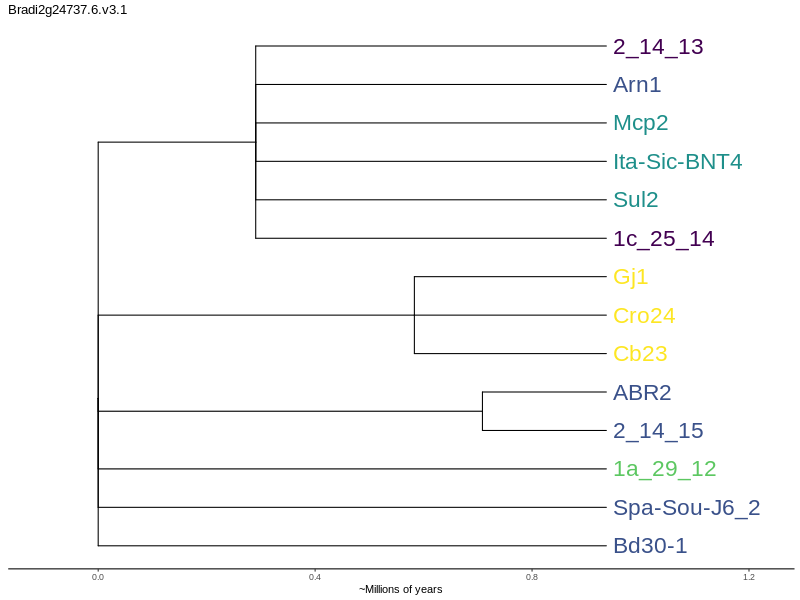 Bradi2g24737.6.v3.1
2_14_13
Arn1
Mcp2
Ita-Sic-BNT4
Sul2
1c_25_14
Gj1
Cro24
Cb23
ABR2
2_14_15
1a_29_12
Spa-Sou-J6_2
Bd30-1
0.0 0.4 0.8 1.2
~Millions of years